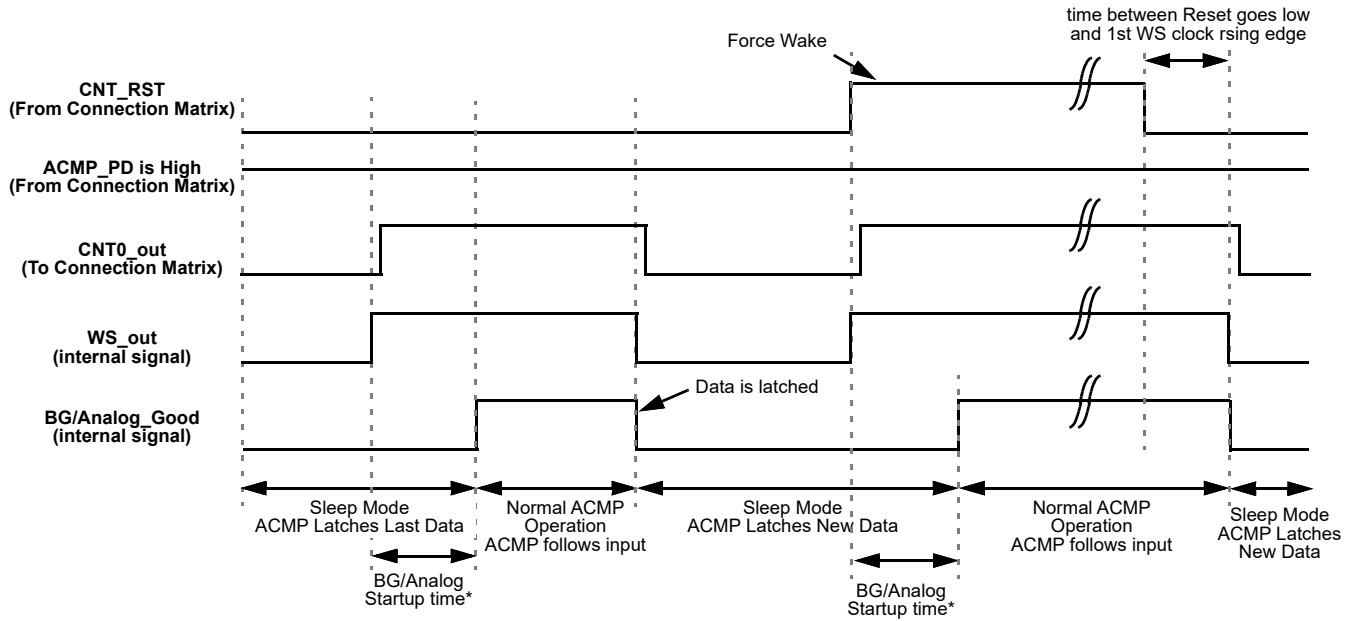 time between Reset goes low
and 1st WS clock rsing edge
Force Wake
CNT_RST
(From Connection Matrix)
ACMP_PD is High
(From Connection Matrix)
CNT0_out
(To Connection Matrix)
WS_out
(internal signal)
Data is latched
BG/Analog_Good
(internal signal)
Sleep Mode
ACMP Latches Last Data
Normal ACMP
Operation
ACMP follows input
Sleep Mode
ACMP Latches New Data
Normal ACMP
Operation
ACMP follows input
Sleep Mode
ACMP Latches
New Data
BG/Analog
Startup time*
BG/Analog
Startup time*